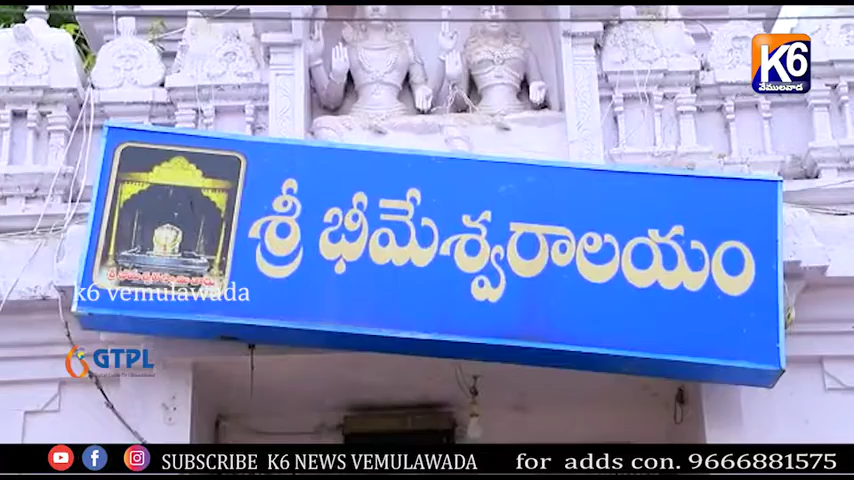 K6
వేములవాడ
శ్రీ భీమేశ్వరాలయం
k6 vemulawada
GTPL
SUBSCRIBE K6 NEWS VEMULAWADA
for adds con. 9666881575